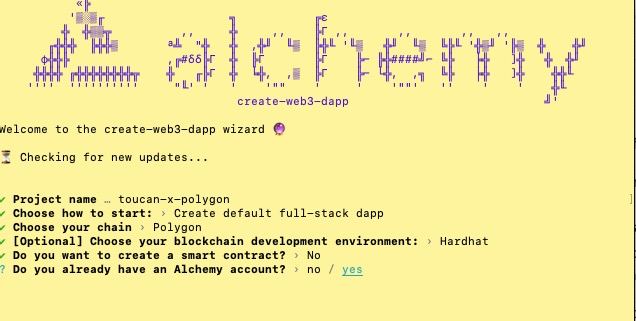 alchemy
create-web3-dapp
Welcome to the create-web3-dapp wizard 🔮
⏳ Checking for new updates...
✔ Project name … toucan-x-polygon
✔ Choose how to start: › Create default full-stack dapp
✔ Choose your chain › Polygon
✔ [Optional] Choose your blockchain development environment: › Hardhat
✔ Do you want to create a smart contract? › No
? Do you already have an Alchemy account? › no / yes